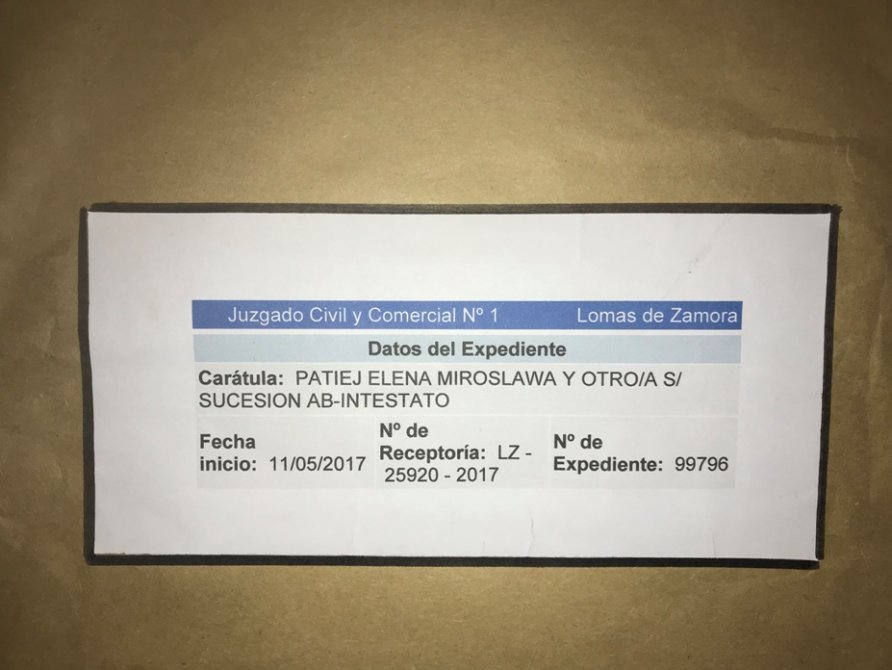 Juzgado Civil y Comercial Nº 1 Lomas de Zamora
Datos del Expediente
Carátula: PATIEJ ELENA MIROSLAWA Y OTRO/A S/
SUCESION AB-INTESTATO
Fecha
inicio: 11/05/2017
Nº de
Receptoría: LZ -
25920 - 2017
Nº de
Expediente: 99796